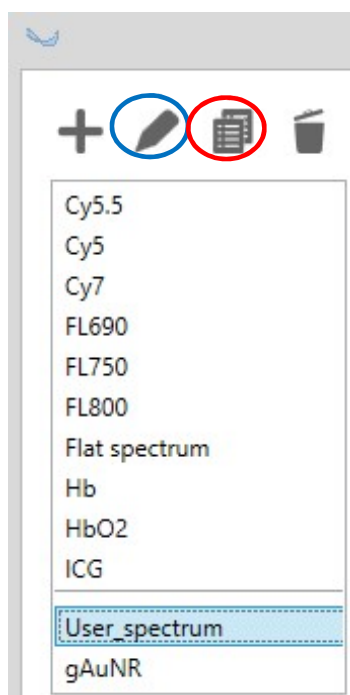 Cy5.5
Cy5
Cy7
FL690
FL750
FL800
Flat spectrum
Hb
HbO2
ICG
User_spectrum
gAuNR